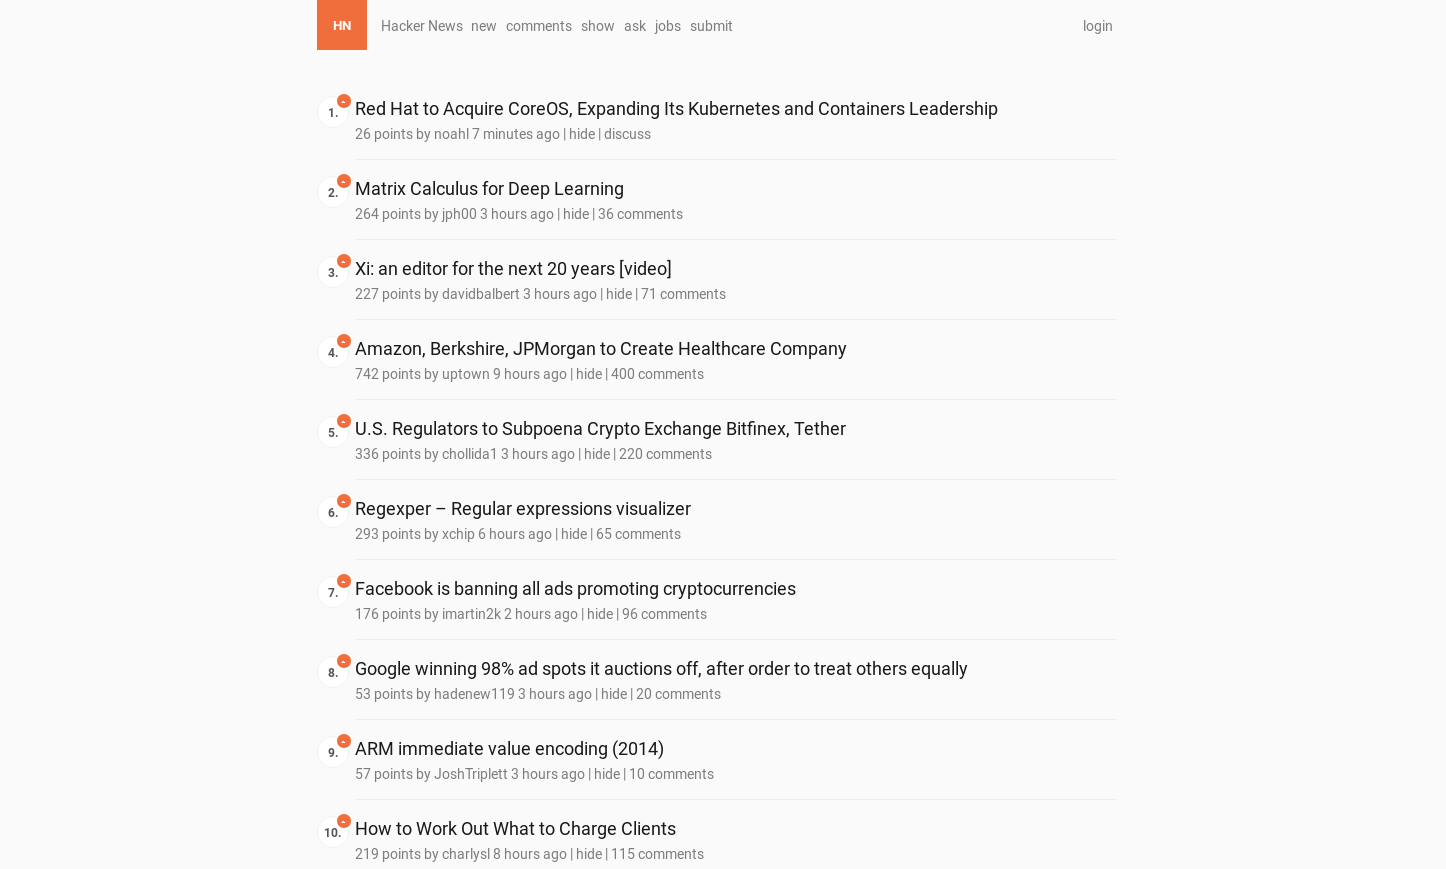 HN Hacker News new comments show ask jobs submit login
1. Red Hat to Acquire CoreOS, Expanding Its Kubernetes and Containers Leadership
26 points by noahl 7 minutes ago | hide | discuss
2. Matrix Calculus for Deep Learning
264 points by jph00 3 hours ago | hide | 36 comments
3. Xi: an editor for the next 20 years [video]
227 points by davidbalbert 3 hours ago | hide | 71 comments
4. Amazon, Berkshire, JPMorgan to Create Healthcare Company
742 points by uptown 9 hours ago | hide | 400 comments
5. U.S. Regulators to Subpoena Crypto Exchange Bitfinex, Tether
336 points by chollida1 3 hours ago | hide | 220 comments
6. Regexper – Regular expressions visualizer
293 points by xchip 6 hours ago | hide | 65 comments
7. Facebook is banning all ads promoting cryptocurrencies
176 points by imartin2k 2 hours ago | hide | 96 comments
8. Google winning 98% ad spots it auctions off, after order to treat others equally
53 points by hadenew119 3 hours ago | hide | 20 comments
9. ARM immediate value encoding (2014)
57 points by JoshTriplett 3 hours ago | hide | 10 comments
10. How to Work Out What to Charge Clients
219 points by charlysl 8 hours ago | hide | 115 comments